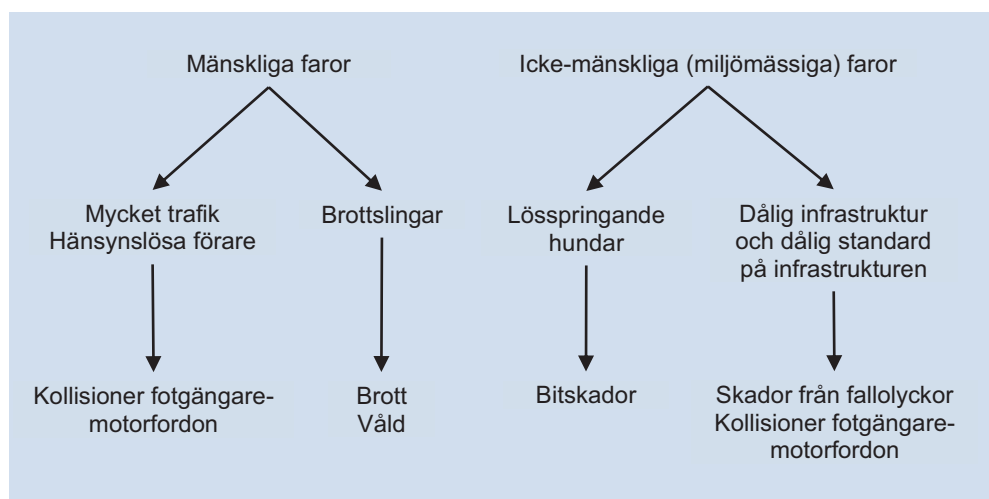 Mänskliga faror
Icke-mänskliga (miljömässiga) faror
Mycket trafik
Hänsynslösa förare
Brottslingar
Lösspringande
hundar
Dålig infrastruktur
och dålig standard
på infrastrukturen
Kollisioner fotgängare-
motorfordon
Brott
Våld
Bitskador
Skador från fallolyckor
Kollisioner fotgängare-
motorfordon